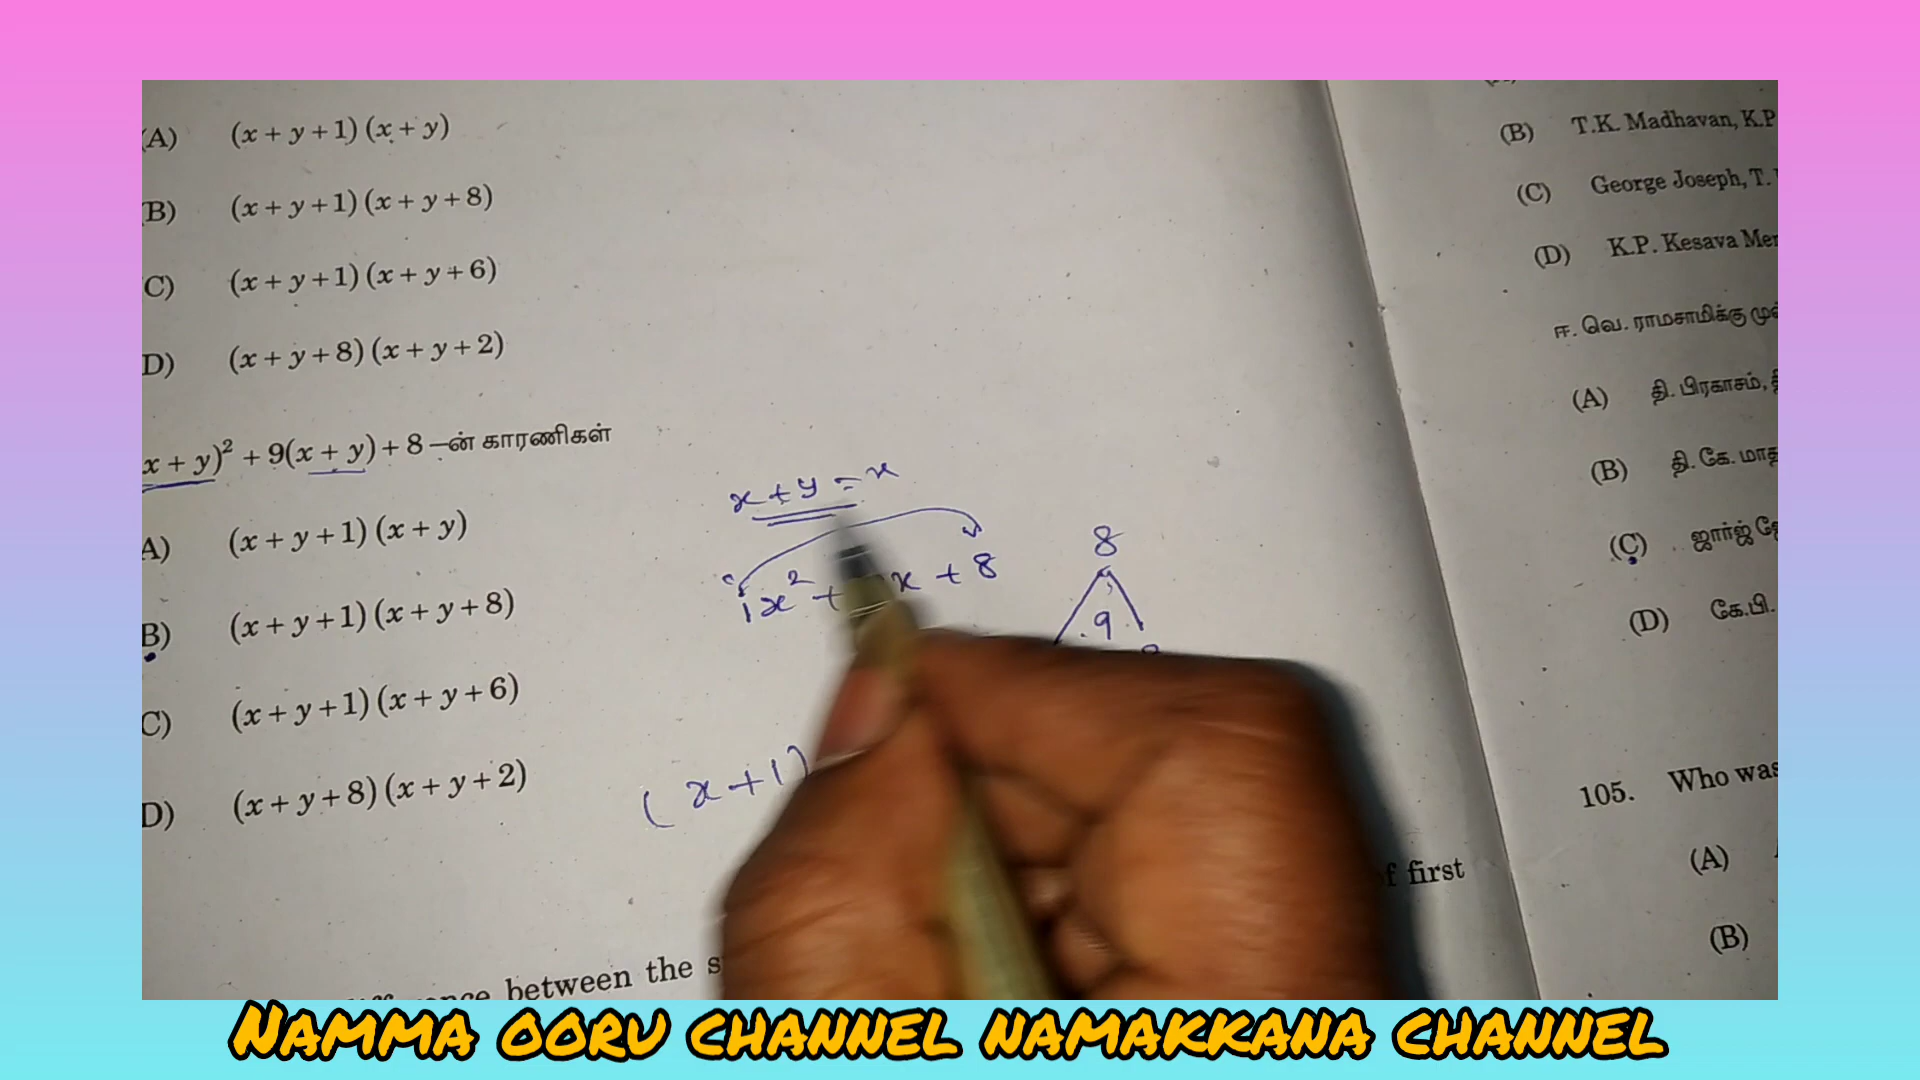 (A) (x + y + 1) (x + y)
B) (x + y + 1) (x + y + 8)
C) (x + y + 1) (x + y + 6)
D) (x + y + 8) (x + y + 2)
x + y)² + 9(x + y) + 8 –ன் காரணிகள்
A) (x + y + 1) (x + y)
B) (x + y + 1) (x + y + 8)
C) (x + y + 1) (x + y + 6)
D) (x + y + 8) (x + y + 2)
between the
x + y = x
1x² + x + 8
8
9
(x + 1)
f first
(B) T.K. Madhavan, K.P
(C) George Joseph, T.
(D) K.P. Kesava Me
ஈ. வெ. ராமசாமிக்கு
(A) தி. பிரகாசம்,
(B) தி. கே.
(C) ஜார்ஜ்
(D) கே.பி.
105. Who was
(A)
(B)
NAMMA OORU CHANNEL NAMAKKANA CHANNEL